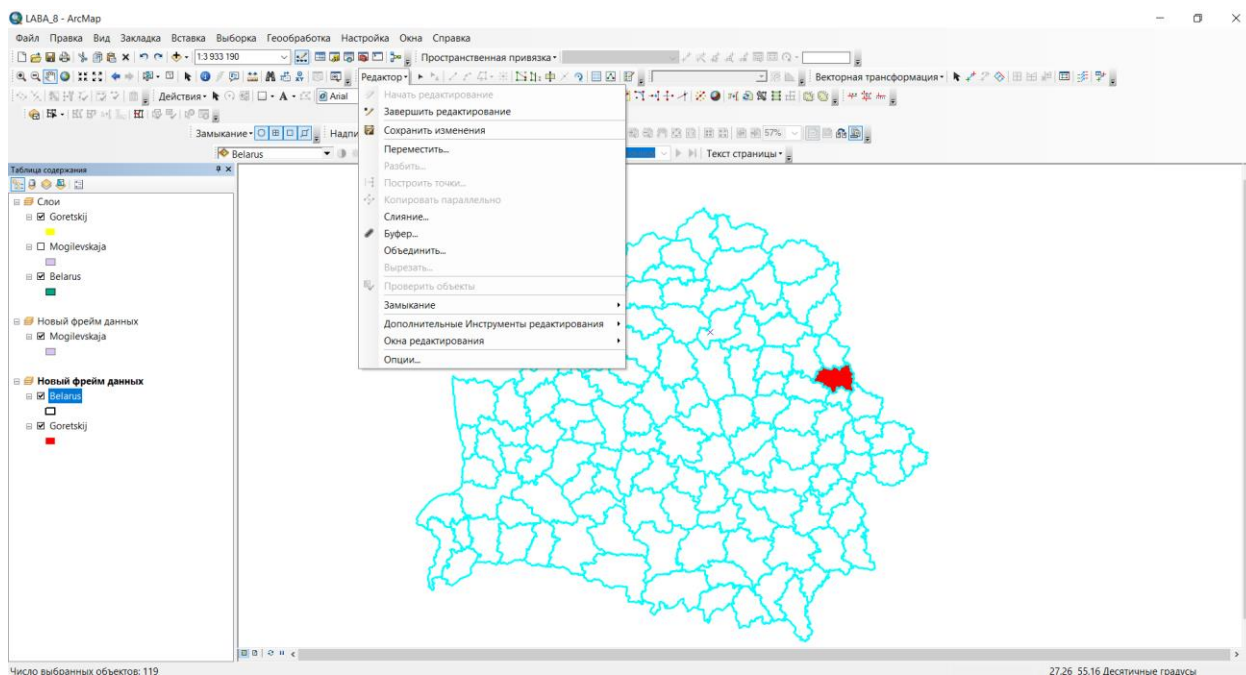 LABA_8 - ArcMap
Файл Правка Вид Закладка Вставка Выборка Геообработка Настройка Окна Справка
1:3 933 190
Пространственная привязка
Редактор
Векторная трансформация
Действия
A
Arial
Замыкание
57%
Belarus
Текст страницы
Начать редактирование
Завершить редактирование
Сохранить изменения
Переместить...
Разбить...
Построить точки...
Копировать параллельно
Слияние...
Буфер...
Объединить...
Вырезать...
Проверить объекты
Замыкание
Дополнительные Инструменты редактирования
Окна редактирования
Опции...
Таблица содержания
Слои
Goretskij
Mogilevskaja
Belarus
Новый фрейм данных
Mogilevskaja
Новый фрейм данных
Belarus
Goretskij
Число выбранных объектов: 119
27,26 55,16 Десятичные градусы